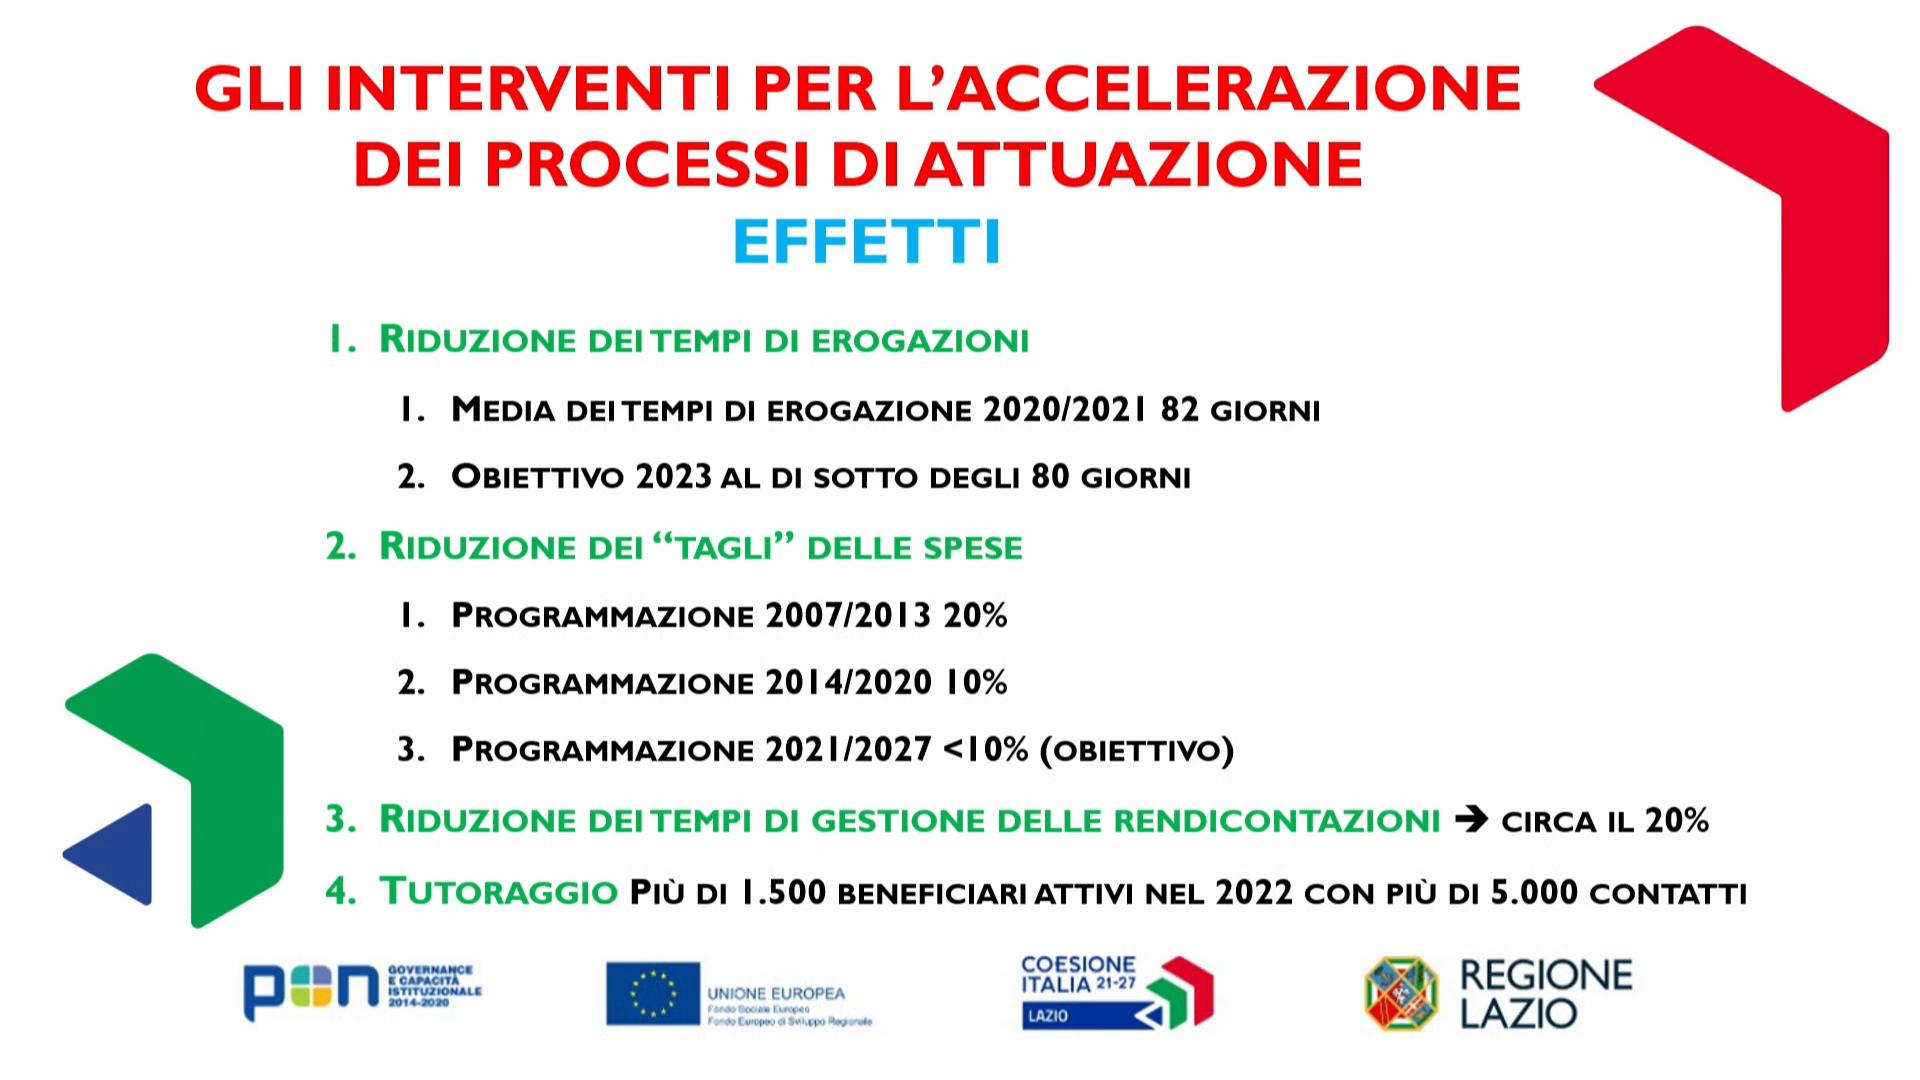 GLI INTERVENTI PER L’ACCELERAZIONE
DEI PROCESSI DI ATTUAZIONE
EFFETTI
1. RIDUZIONE DEI TEMPI DI EROGAZIONI
1. MEDIA DEI TEMPI DI EROGAZIONE 2020/2021 82 GIORNI
2. OBIETTIVO 2023 AL DI SOTTO DEGLI 80 GIORNI
2. RIDUZIONE DEI “TAGLI” DELLE SPESE
1. PROGRAMMAZIONE 2007/2013 20%
2. PROGRAMMAZIONE 2014/2020 10%
3. PROGRAMMAZIONE 2021/2027 <10% (OBIETTIVO)
3. RIDUZIONE DEI TEMPI DI GESTIONE DELLE RENDICONTAZIONI ➔ CIRCA IL 20%
4. TUTORAGGIO PIÙ DI 1.500 BENEFICIARI ATTIVI NEL 2022 CON PIÙ DI 5.000 CONTATTI
pon
GOVERNANCE
E CAPACITÀ
ISTITUZIONALE
2014-2020
UNIONE EUROPEA
Fondo Sociale Europeo
Fondo Europeo di Sviluppo Regionale
COESIONE
ITALIA 21-27
LAZIO
REGIONE
LAZIO